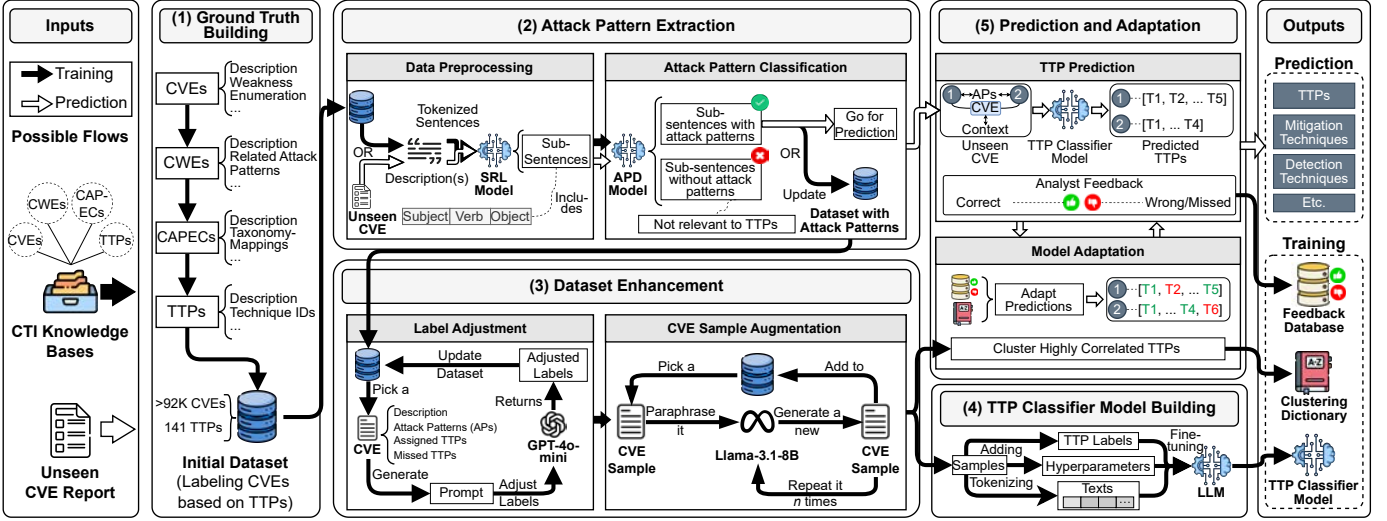 Inputs
Training
Prediction
Possible Flows
CWEs
CAP-
ECs
CVEs
TTPs
CTI Knowledge
Bases
Unseen
CVE Report
(1) Ground Truth
Building
CVEs
Description
Weakness
Enumeration
...
CWEs
Description
Related Attack
Patterns
...
CAPECs
Description
Taxonomy-
Mappings
...
TTPs
Description
Technique IDs
...
>92K CVEs
141 TTPs
Initial Dataset
(Labeling CVEs
based on TTPs)
(2) Attack Pattern Extraction
Data Preprocessing
Tokenized
Sentences
OR
Description(s)
Unseen
CVE
SRL
Model
Sub-
Sentences
Inclu-
des
Subject
Verb
Object
Attack Pattern Classification
APD
Model
Sub-
sentences with
attack patterns
Sub-sentences
without attack
patterns
Not relevant to TTPs
Go for
Prediction
OR
Update
Dataset with
Attack Patterns
(3) Dataset Enhancement
Label Adjustment
Update
Dataset
Adjusted
Labels
Pick a
Returns
CVE
Description
Attack Patterns (APs)
Assigned TTPs
Missed TTPs
GPT-4o-
mini
Generate
Prompt
Adjust
Labels
CVE Sample Augmentation
Pick a
Add to
Paraphrase
it
Generate a
new
CVE
Sample
Llama-3.1-8B
CVE
Sample
Repeat it
n times
(5) Prediction and Adaptation
TTP Prediction
1
APs
2
CVE
Context
Unseen
CVE
TTP Classifier
Model
1 [T1, T2, ... T5]
2 [T1, ... T4]
Predicted
TTPs
Analyst Feedback
Correct
Wrong/Missed
Model Adaptation
Adapt
Predictions
1 [T1, T2, ... T5]
2 [T1, ... T4, T6]
Cluster Highly Correlated TTPs
(4) TTP Classifier Model Building
Samples
Adding
Tokenizing
TTP Labels
Hyperparameters
Texts
...
Fine-
tuning
LLM
Outputs
Prediction
TTPs
Mitigation
Techniques
Detection
Techniques
Etc.
Training
Feedback
Database
A-Z
Clustering
Dictionary
TTP Classifier
Model